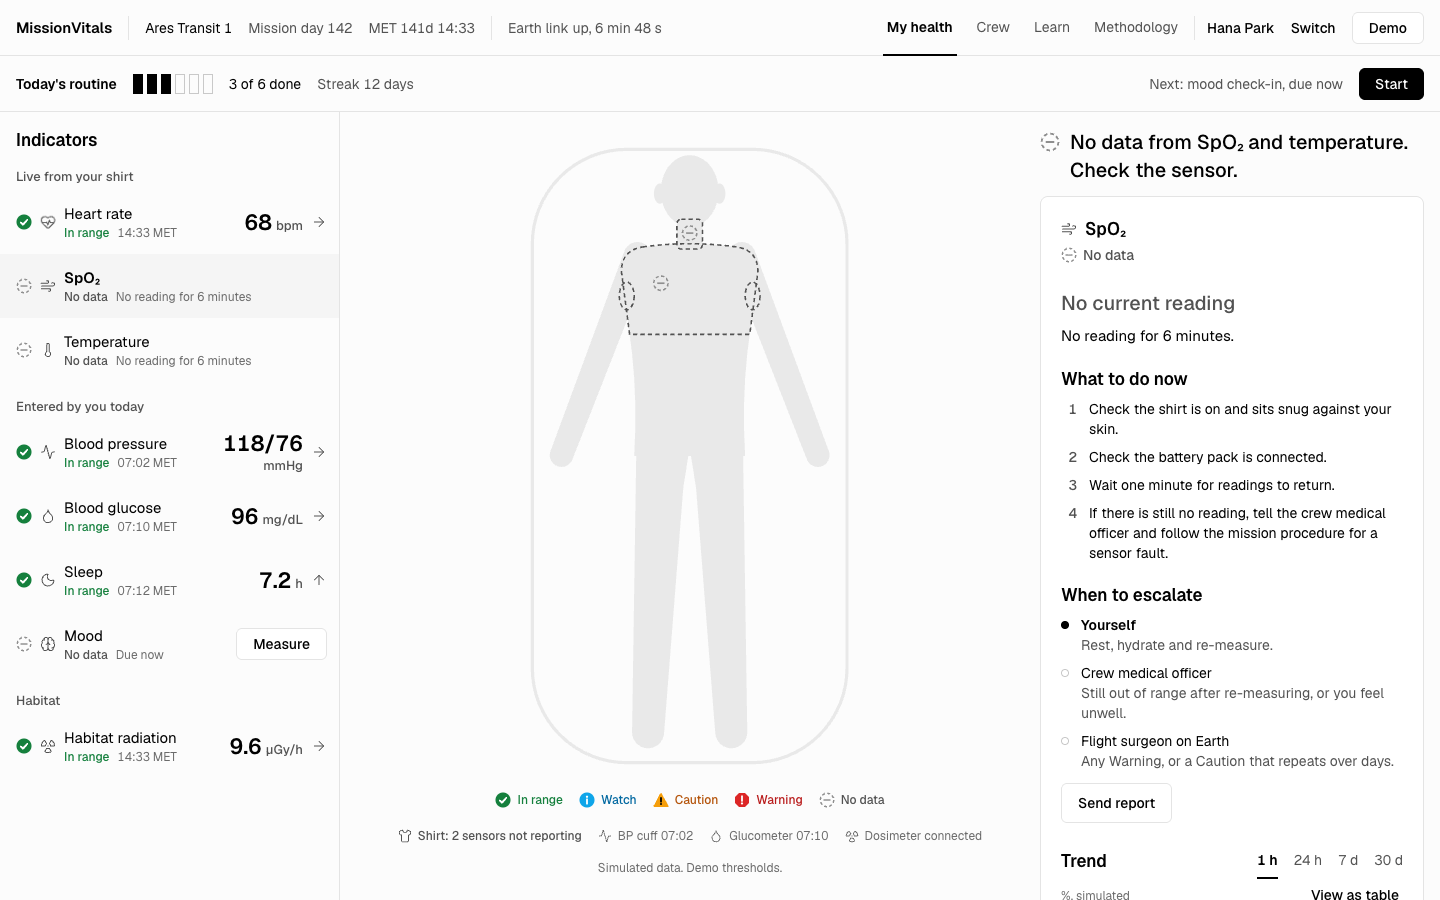 MissionVitals
Ares Transit 1
Mission day 142
MET 141d 14:33
Earth link up, 6 min 48 s
My health
Crew
Learn
Methodology
Hana Park
Switch
Demo
Today's routine
3 of 6 done
Streak 12 days
Next: mood check-in, due now
Start
Indicators
Live from your shirt
Heart rate
In range 14:33 MET
68 bpm
SpO₂
No data No reading for 6 minutes
Temperature
No data No reading for 6 minutes
Entered by you today
Blood pressure
In range 07:02 MET
118/76
mmHg
Blood glucose
In range 07:10 MET
96 mg/dL
Sleep
In range 07:12 MET
7.2 h
Mood
No data Due now
Measure
Habitat
Habitat radiation
In range 14:33 MET
9.6 µGy/h
In range
Watch
Caution
Warning
No data
Shirt: 2 sensors not reporting
BP cuff 07:02
Glucometer 07:10
Dosimeter connected
Simulated data. Demo thresholds.
No data from SpO₂ and temperature.
Check the sensor.
SpO₂
No data
No current reading
No reading for 6 minutes.
What to do now
1 Check the shirt is on and sits snug against your
skin.
2 Check the battery pack is connected.
3 Wait one minute for readings to return.
4 If there is still no reading, tell the crew medical
officer and follow the mission procedure for a
sensor fault.
When to escalate
Yourself
Rest, hydrate and re-measure.
Crew medical officer
Still out of range after re-measuring, or you feel
unwell.
Flight surgeon on Earth
Any Warning, or a Caution that repeats over days.
Send report
Trend
1 h
24 h
7 d
30 d
%, simulated
View as table